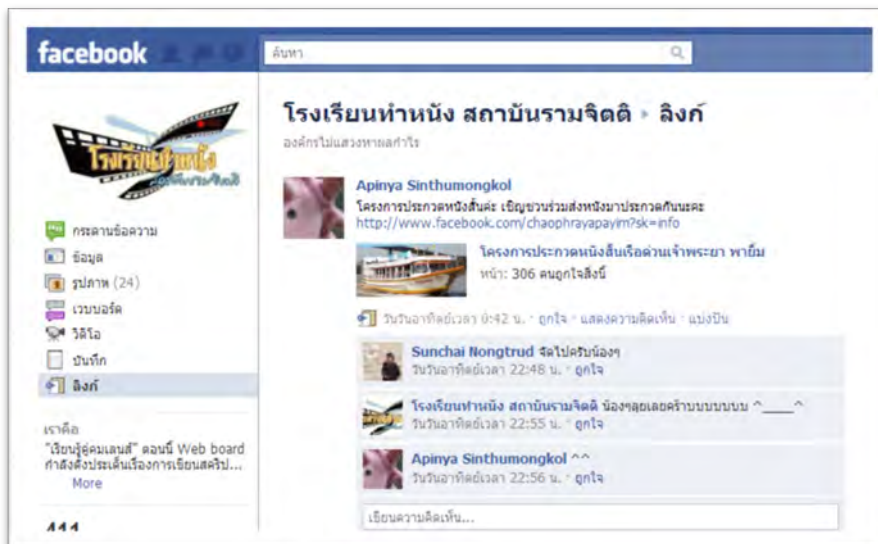 facebook
ค้นหา
โรงเรียนทำหนัง
โรงเรียนทำหนัง สถาบันรามจิตติ ▸ ลิงก์
องค์กรไม่แสวงหาผลกำไร
กระดานข้อความ
ข้อมูล
รูปภาพ (24)
เวบบอร์ด
วิดีโอ
บันทึก
ลิงก์
เราคือ
"เรียนรู้คู่คมเลนส์" ตอนนี้ Web board
กำลังตั้งประเด็นเรื่องการเขียนสคริป...
More
411
Apinya Sinthumongkol
โครงการประกวดหนังสั้นค่ะ เชิญชวนร่วมส่งหนังมาประกวดกันนะคะ
http://www.facebook.com/chaophrayapayim?sk=info
โครงการประกวดหนังสั้นเรือด่วนเจ้าพระยา พายิ้ม
หน้า: 306 คนถูกใจสิ่งนี้
วันวันอาทิตย์เวลา 9:42 น. · ถูกใจ · แสดงความคิดเห็น · แบ่งปัน
Sunchai Nongtrud จัดไปครับน้องๆ
วันวันอาทิตย์เวลา 22:48 น. · ถูกใจ
โรงเรียนทำหนัง สถาบันรามจิตติ น้องๆลุยเลยคร้าบบบบบบบ ^____^
วันวันอาทิตย์เวลา 22:55 น. · ถูกใจ
Apinya Sinthumongkol ^^
วันวันอาทิตย์เวลา 22:56 น. · ถูกใจ
เขียนความคิดเห็น...